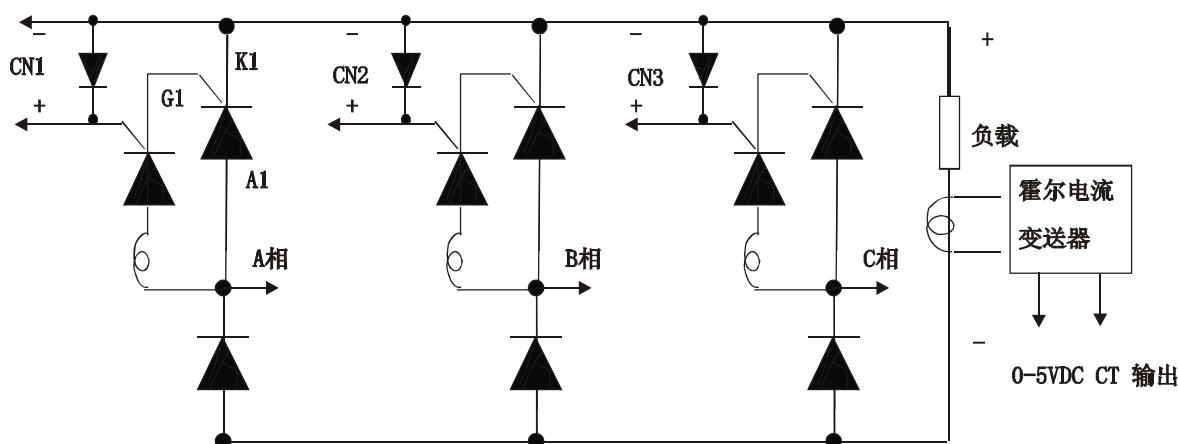 − − − +
CN1 K1 CN2 CN3
+ G1 + +
负载
A1
霍尔电流
变送器
A相 B相 C相
−
0-5VDC CT 输出